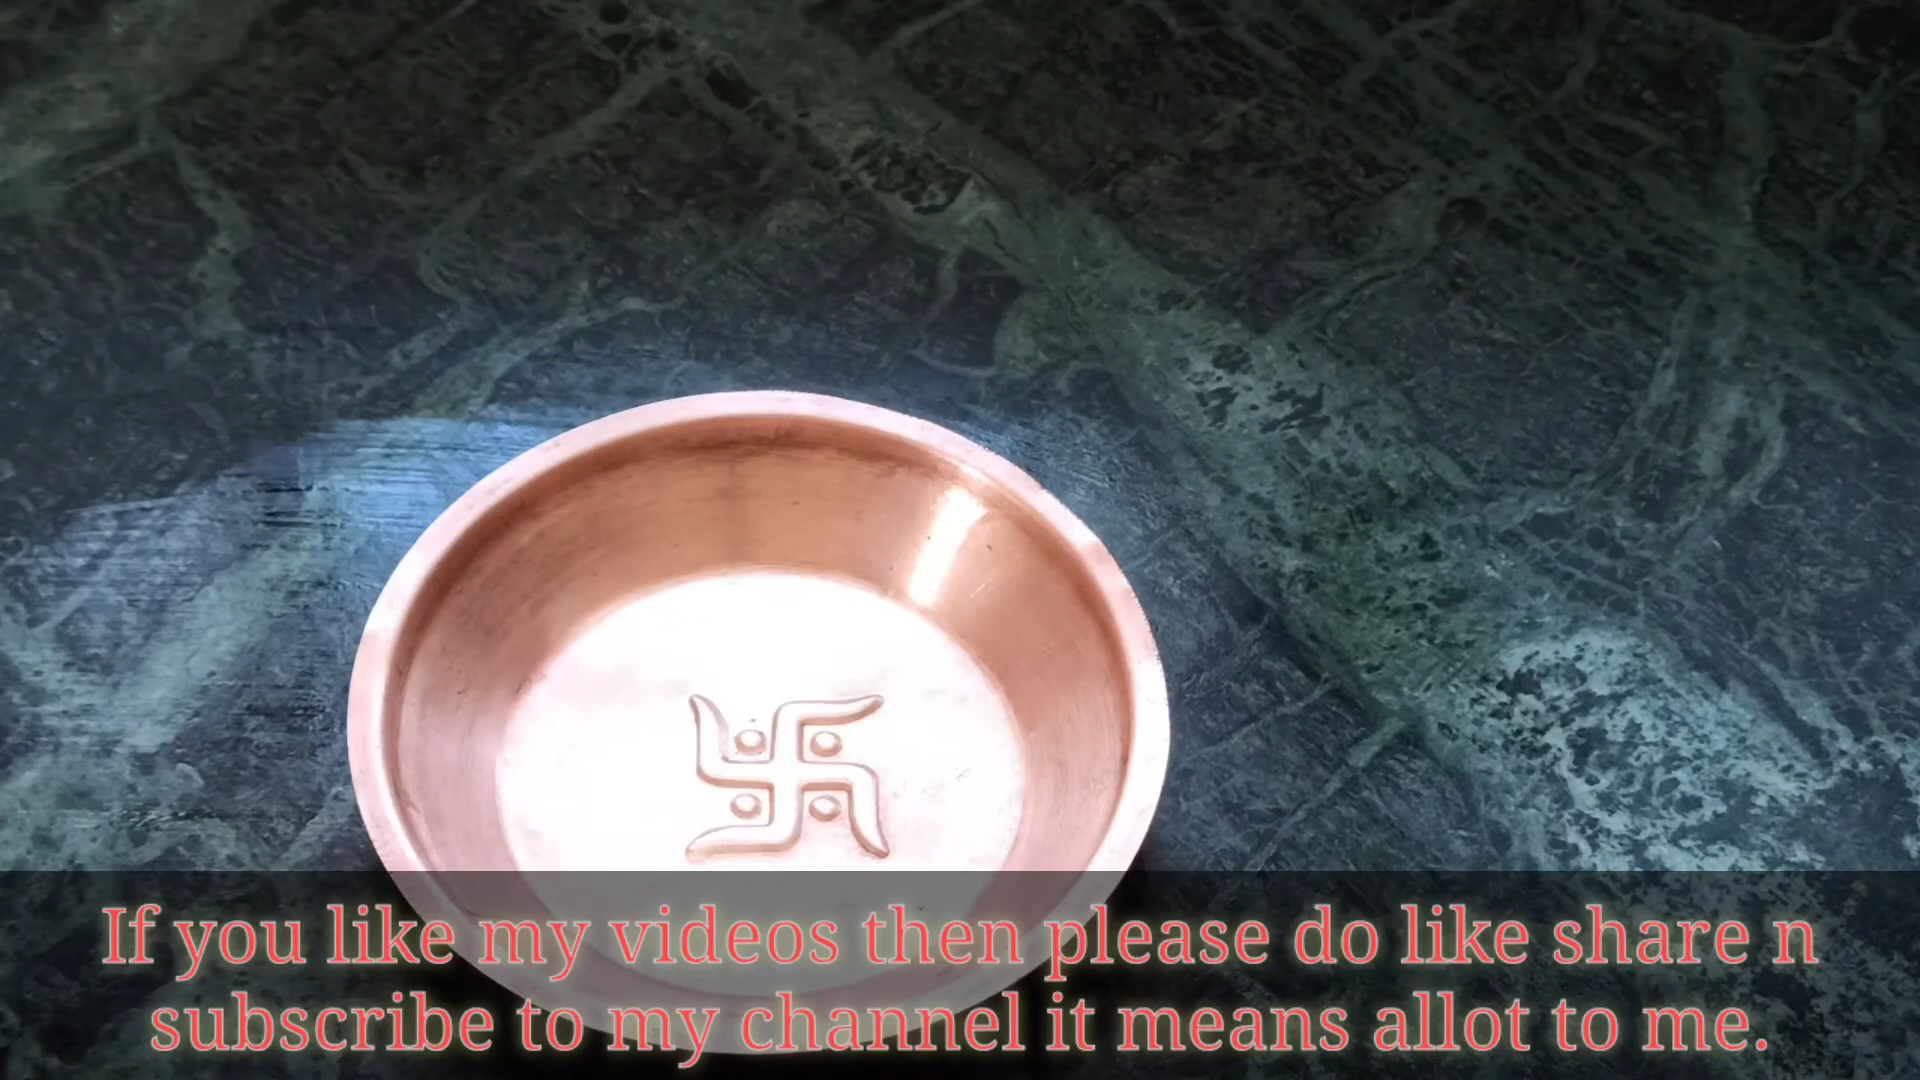 If you like my videos then please do like share n
subscribe to my channel it means allot to me.